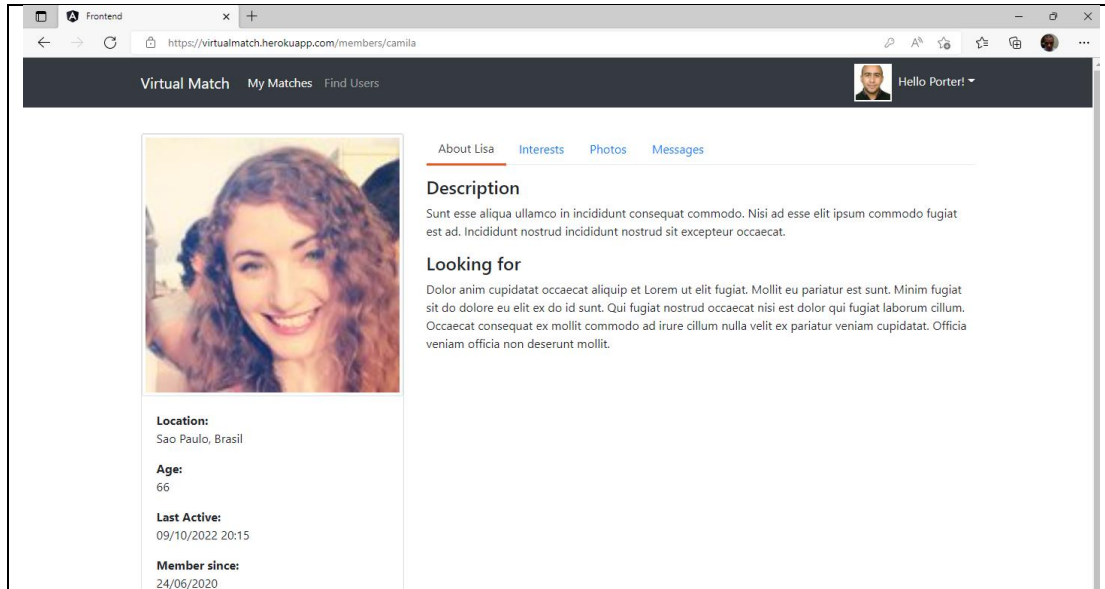 Frontend
https://virtualmatch.herokuapp.com/members/camila
Virtual Match My Matches Find Users Hello Porter!
About Lisa Interests Photos Messages
Description
Sunt esse aliqua ullamco in incididunt consequat commodo. Nisi ad esse elit ipsum commodo fugiat
est ad. Incididunt nostrud incididunt nostrud sit excepteur occaecat.
Looking for
Dolor anim cupidatat occaecat aliquip et Lorem ut elit fugiat. Mollit eu pariatur est sunt. Minim fugiat
sit do dolore eu elit ex do id sunt. Qui fugiat nostrud occaecat nisi est dolor qui fugiat laborum cillum.
Occaecat consequat ex mollit commodo ad irure cillum nulla velit ex pariatur veniam cupidatat. Officia
veniam officia non deserunt mollit.
Location:
Sao Paulo, Brasil
Age:
66
Last Active:
09/10/2022 20:15
Member since:
24/06/2020